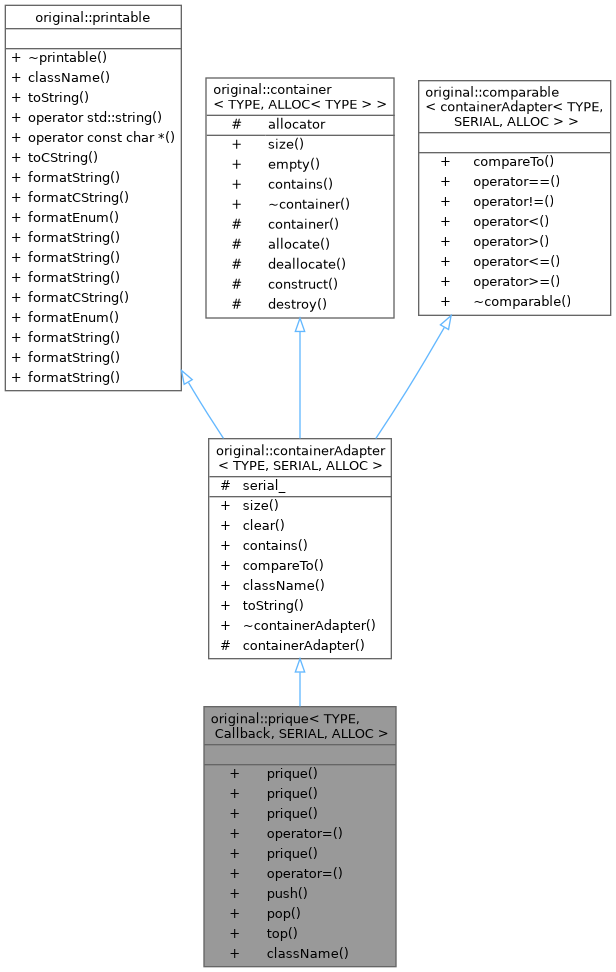 original::printable
+ ~printable()
+ className()
+ toString()
+ operator std::string()
+ operator const char *()
+ toCString()
+ formatString()
+ formatCString()
+ formatEnum()
+ formatString()
+ formatString()
+ formatString()
+ formatCString()
+ formatEnum()
+ formatString()
+ formatString()
+ formatString()
original::container
< TYPE, ALLOC< TYPE > >
# allocator
+ size()
+ empty()
+ contains()
+ ~container()
# container()
# allocate()
# deallocate()
# construct()
# destroy()
original::comparable
< containerAdapter< TYPE,
SERIAL, ALLOC > >
+ compareTo()
+ operator==()
+ operator!=()
+ operator<()
+ operator>()
+ operator<=()
+ operator>=()
+ ~comparable()
original::containerAdapter
< TYPE, SERIAL, ALLOC >
# serial_
+ size()
+ clear()
+ contains()
+ compareTo()
+ className()
+ toString()
+ ~containerAdapter()
# containerAdapter()
original::prique< TYPE,
Callback, SERIAL, ALLOC >
+ prique()
+ prique()
+ prique()
+ operator=()
+ prique()
+ operator=()
+ push()
+ pop()
+ top()
+ className()